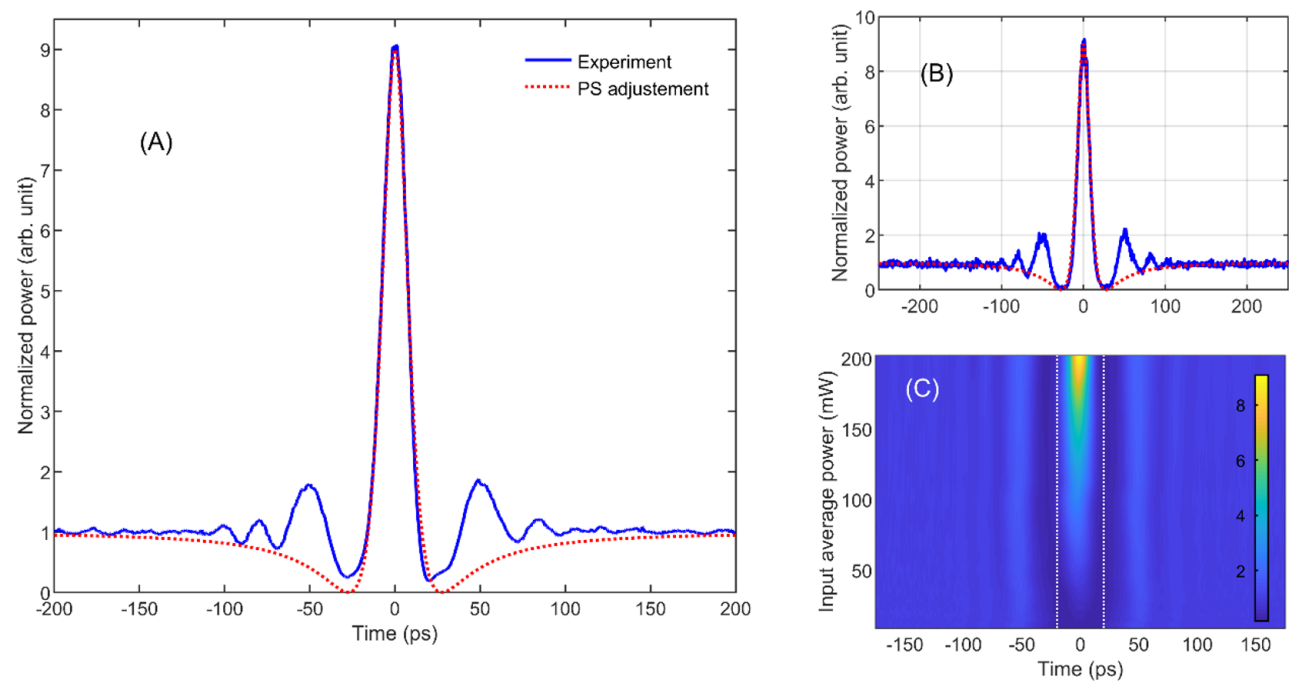 9
8
7
6
5
4
3
2
1
0
Normalized power (arb. unit)
(A)
Experiment
PS adjustement
-200 -150 -100 -50 0 50 100 150 200
Time (ps)
10
8
6
4
2
0
Normalized power (arb. unit)
(B)
-200 -100 0 100 200
200
150
100
50
Input average power (mW)
(C)
8
6
4
2
-150 -100 -50 0 50 100 150
Time (ps)